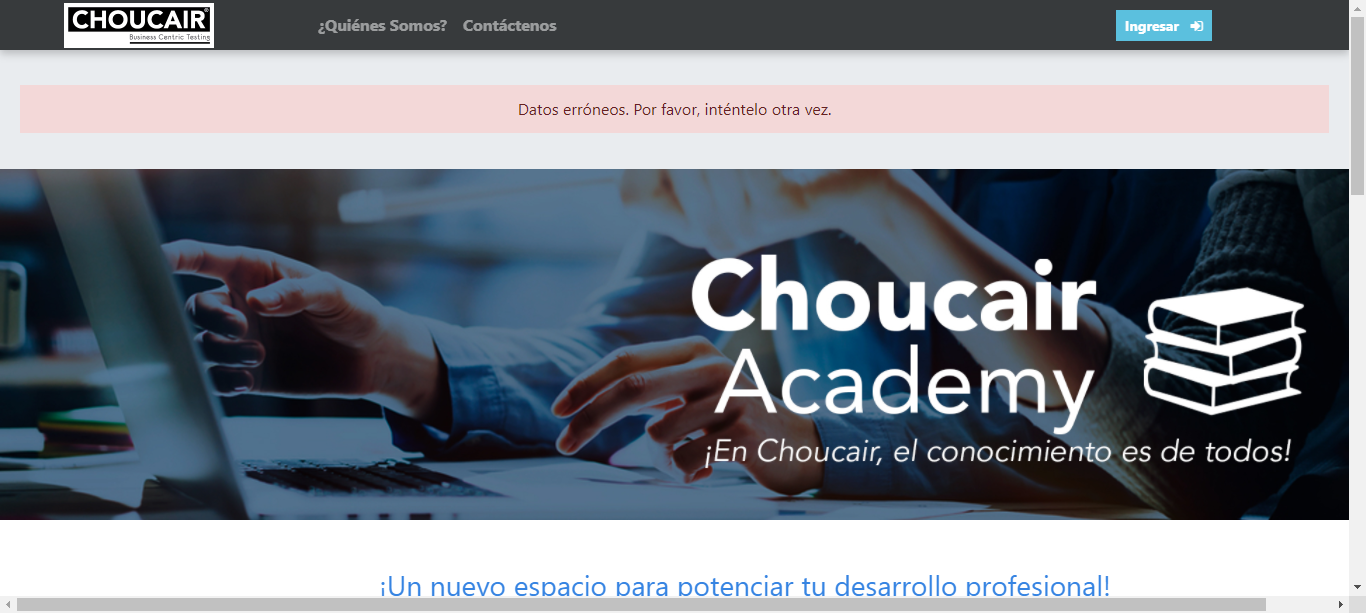 CHOUCAIR®
Business Centric Testing
¿Quiénes Somos? Contáctenos
Ingresar
Datos erróneos. Por favor, inténtelo otra vez.
Choucair
Academy
¡En Choucair, el conocimiento es de todos!
¡Un nuevo espacio para potenciar tu desarrollo profesional!